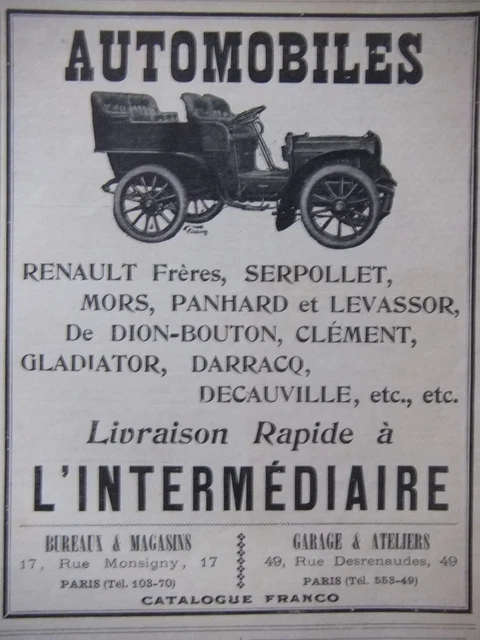 AUTOMOBILES
RENAULT Frères, SERPOLLET,
MORS, PANHARD et LEVASSOR,
De DION-BOUTON, CLÉMENT,
GLADIATOR, DARRACQ,
DECAUVILLE, etc., etc.
Livraison Rapide à
L'INTERMÉDIAIRE
BUREAUX & MAGASINS
17, Rue Monsigny, 17
PARIS (Tél. 103-70)
GARAGE & ATELIERS
49, Rue Desrenaudes, 49
PARIS (Tél. 553-49)
CATALOGUE FRANCO